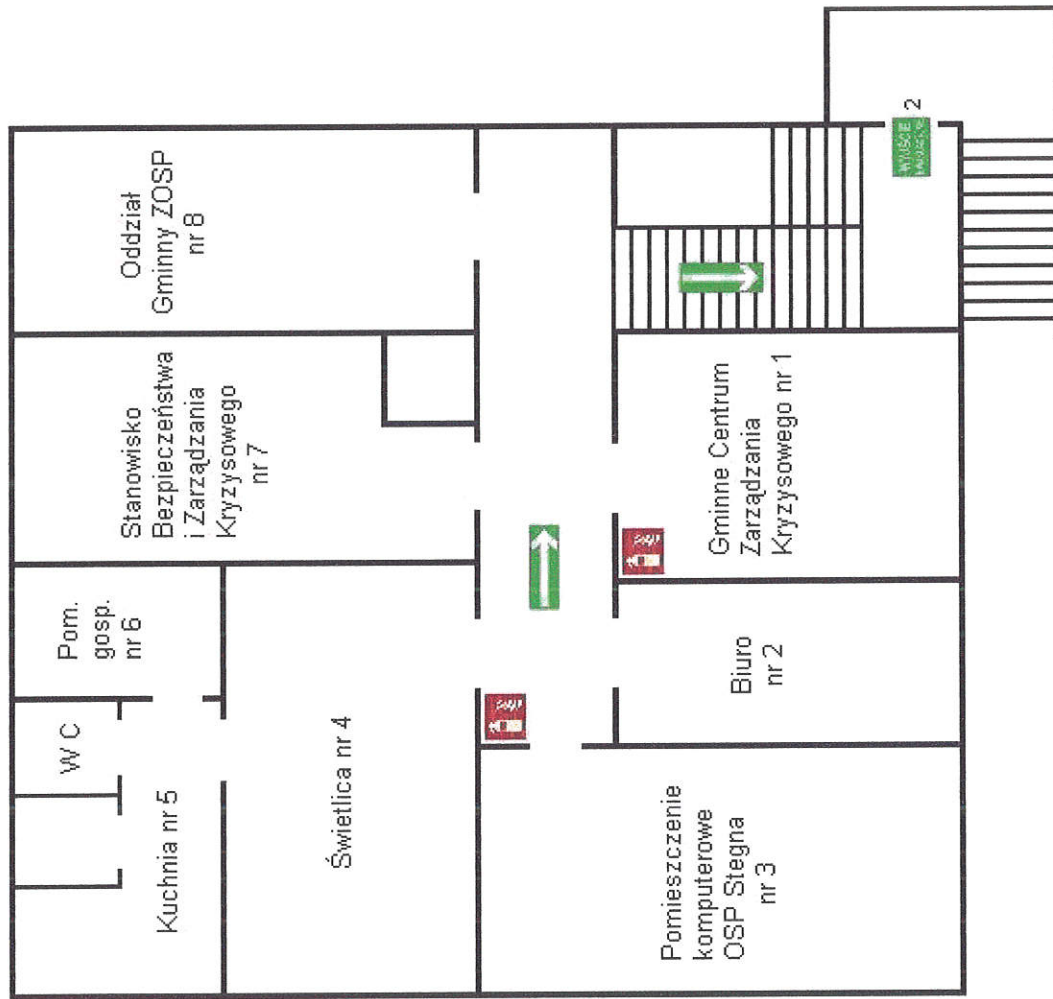 Oddział
Gminny ZOSP
nr 8
Stanowisko
Bezpieczeństwa
i Zarządzania
Kryzysowego
nr 7
Pom.
gosp.
nr 6
W C
Kuchnia nr 5
Świetlica nr 4
Pomieszczenie
komputerowe
OSP Stegna
nr 3
Biuro
nr 2
Gminne Centrum
Zarządzania
Kryzysowego nr 1
WYJŚCIE
2